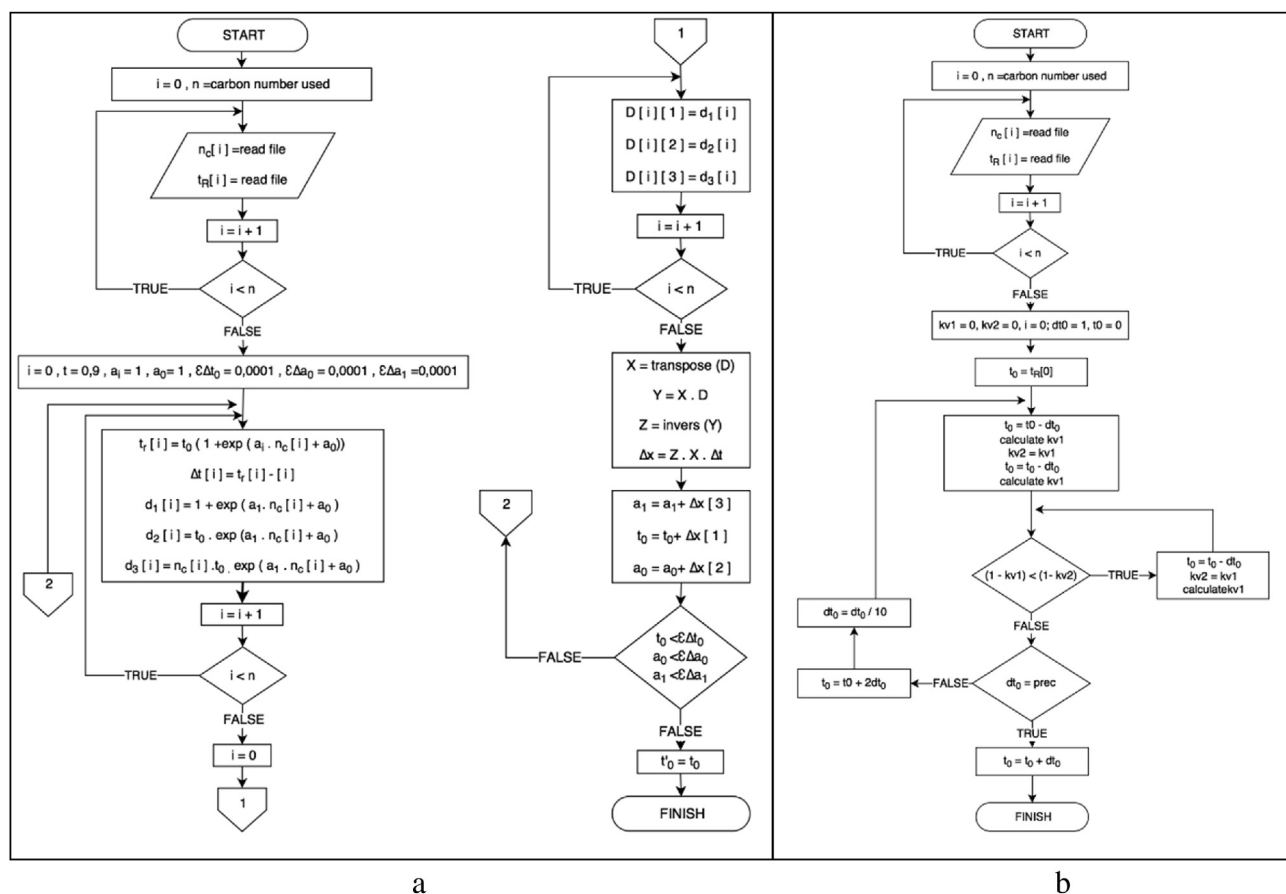 START
i = 0 , n =carbon number used
n_c[ i ] =read file
t_R[ i ] = read file
i = i + 1
i < n
TRUE
FALSE
i = 0 , t = 0,9 , a_i = 1 , a_0= 1 , ƐΔt_0 = 0,0001 , ƐΔa_0 = 0,0001 , ƐΔa_1 =0,0001
t_r [ i ] = t_0 ( 1 +exp ( a_i . n_c[ i ] + a_0))
Δt [ i ] = t_r [ i ] - [ i ]
d_1 [ i ] = 1 + exp ( a_1. n_c[ i ] + a_0 )
d_2 [ i ] = t_0 . exp (a_1 . n_c[ i ] + a_0 )
d_3 [ i ] = n_c[ i ] .t_0 . exp (a_1 . n_c[ i ] + a_0 )
2
i = i + 1
i < n
TRUE
FALSE
i = 0
1
1
D [ i ] [ 1 ] = d_1 [ i ]
D [ i ] [ 2 ] = d_2 [ i ]
D [ i ] [ 3 ] = d_3 [ i ]
i = i + 1
i < n
TRUE
FALSE
X = transpose (D)
Y = X . D
Z = invers (Y)
Δx = Z . X . Δt
2
a_1 = a_1 + Δx [ 3 ]
t_0 = t_0+ Δx [ 1 ]
a_0 = a_0 + Δx [ 2 ]
t_0 <ƐΔt_0
a_0 <ƐΔa_0
a_1 <ƐΔa_1
FALSE
FALSE
t'_0 = t_0
FINISH
a
START
i = 0 , n =carbon number used
n_c[ i ] =read file
t_R[ i ] = read file
i = i + 1
i < n
TRUE
FALSE
kv1 = 0, kv2 = 0, i = 0; dt0 = 1, t0 = 0
t_0 = t_R[0]
t_0 = t0 - dt_0
calculate kv1
kv2 = kv1
t_0 = t_0 - dt_0
calculate kv1
(1 - kv1) < (1- kv2)
TRUE
t_0 = t_0 - dt_0
kv2 = kv1
calculatekv1
FALSE
dt_0 = dt_0 / 10
t_0 = t0 + 2dt_0
FALSE
dt_0 = prec
TRUE
t_0 = t_0 + dt_0
FINISH
b